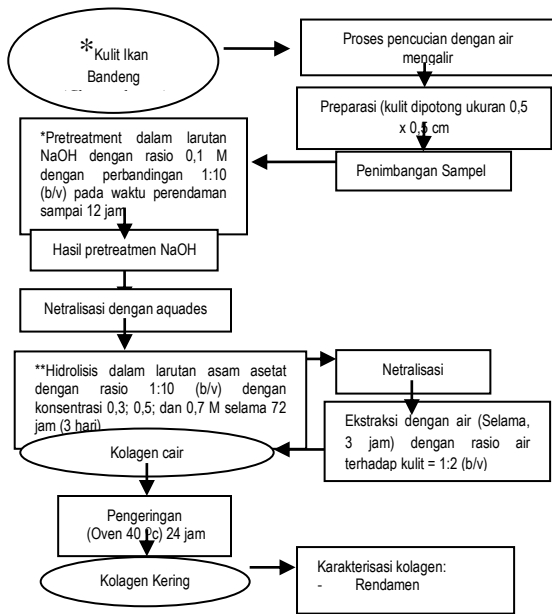 *Kulit Ikan
Bandeng
Proses pencucian dengan air
mengalir
Preparasi (kulit dipotong ukuran 0,5
x 0,5 cm
Penimbangan Sampel
*Pretreatment dalam larutan
NaOH dengan rasio 0,1 M
dengan perbandingan 1:10
(b/v) pada waktu perendaman
sampai 12 jam
Hasil pretreatmen NaOH
Netralisasi dengan aquades
**Hidrolisis dalam larutan asam asetat
dengan rasio 1:10 (b/v) dengan
konsentrasi 0,3; 0,5; dan 0,7 M selama 72
jam (3 hari)
Netralisasi
Ekstraksi dengan air (Selama,
3 jam) dengan rasio air
terhadap kulit = 1:2 (b/v)
Kolagen cair
Pengeringan
(Oven 40 ºc) 24 jam
Kolagen Kering
Karakterisasi kolagen:
- Rendamen